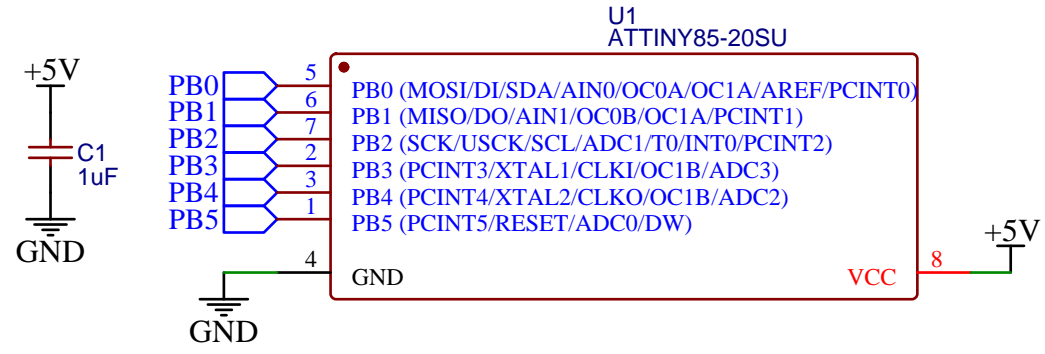 U1
ATTINY85-20SU
+5V
C1
1uF
GND
PB0 5 PB0 (MOSI/DI/SDA/AIN0/OC0A/OC1A/AREF/PCINT0)
PB1 6 PB1 (MISO/DO/AIN1/OC0B/OC1A/PCINT1)
PB2 7 PB2 (SCK/USCK/SCL/ADC1/T0/INT0/PCINT2)
PB3 2 PB3 (PCINT3/XTAL1/CLKI/OC1B/ADC3)
PB4 3 PB4 (PCINT4/XTAL2/CLKO/OC1B/ADC2)
PB5 1 PB5 (PCINT5/RESET/ADC0/DW)
4 GND
GND
VCC 8
+5V